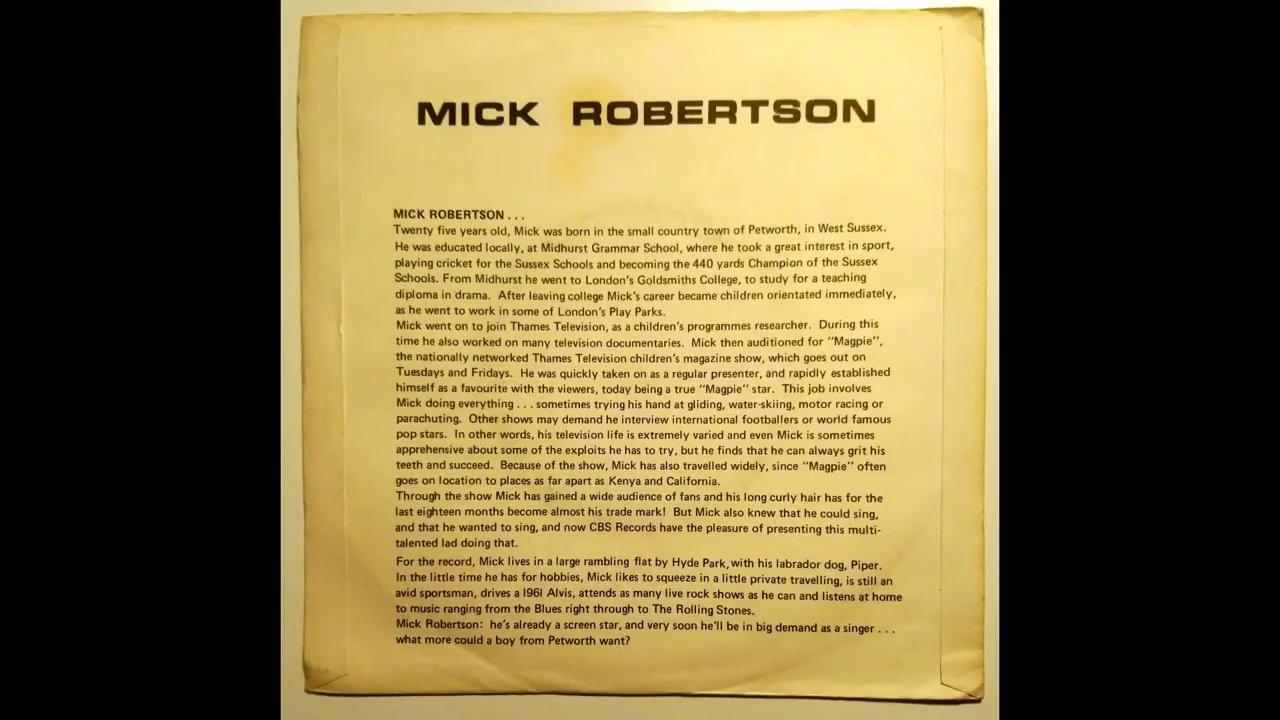 MICK ROBERTSON
MICK ROBERTSON . . .
Twenty five years old, Mick was born in the small country town of Petworth, in West Sussex.
He was educated locally, at Midhurst Grammar School, where he took a great interest in sport,
playing cricket for the Sussex Schools and becoming the 440 yards Champion of the Sussex
Schools. From Midhurst he went to London's Goldsmiths College, to study for a teaching
diploma in drama. After leaving college Mick's career became children orientated immediately,
as he went to work in some of London's Play Parks.
Mick went on to join Thames Television, as a children's programmes researcher. During this
time he also worked on many television documentaries. Mick then auditioned for "Magpie",
the nationally networked Thames Television children's magazine show, which goes out on
Tuesdays and Fridays. He was quickly taken on as a regular presenter, and rapidly established
himself as a favourite with the viewers, today being a true "Magpie" star. This job involves
Mick doing everything . . . sometimes trying his hand at gliding, water-skiing, motor racing or
parachuting. Other shows may demand he interview international footballers or world famous
pop stars. In other words, his television life is extremely varied and even Mick is sometimes
apprehensive about some of the exploits he has to try, but he finds that he can always grit his
teeth and succeed. Because of the show, Mick has also travelled widely, since "Magpie" often
goes on location to places as far apart as Kenya and California.
Through the show Mick has gained a wide audience of fans and his long curly hair has for the
last eighteen months become almost his trade mark! But Mick also knew that he could sing,
and that he wanted to sing, and now CBS Records have the pleasure of presenting this multi-
talented lad doing that.
For the record, Mick lives in a large rambling flat by Hyde Park, with his labrador dog, Piper.
In the little time he has for hobbies, Mick likes to squeeze in a little private travelling, is still an
avid sportsman, drives a 1961 Alvis, attends as many live rock shows as he can and listens at home
to music ranging from the Blues right through to The Rolling Stones.
Mick Robertson: he's already a screen star, and very soon he'll be in big demand as a singer . . .
what more could a boy from Petworth want?